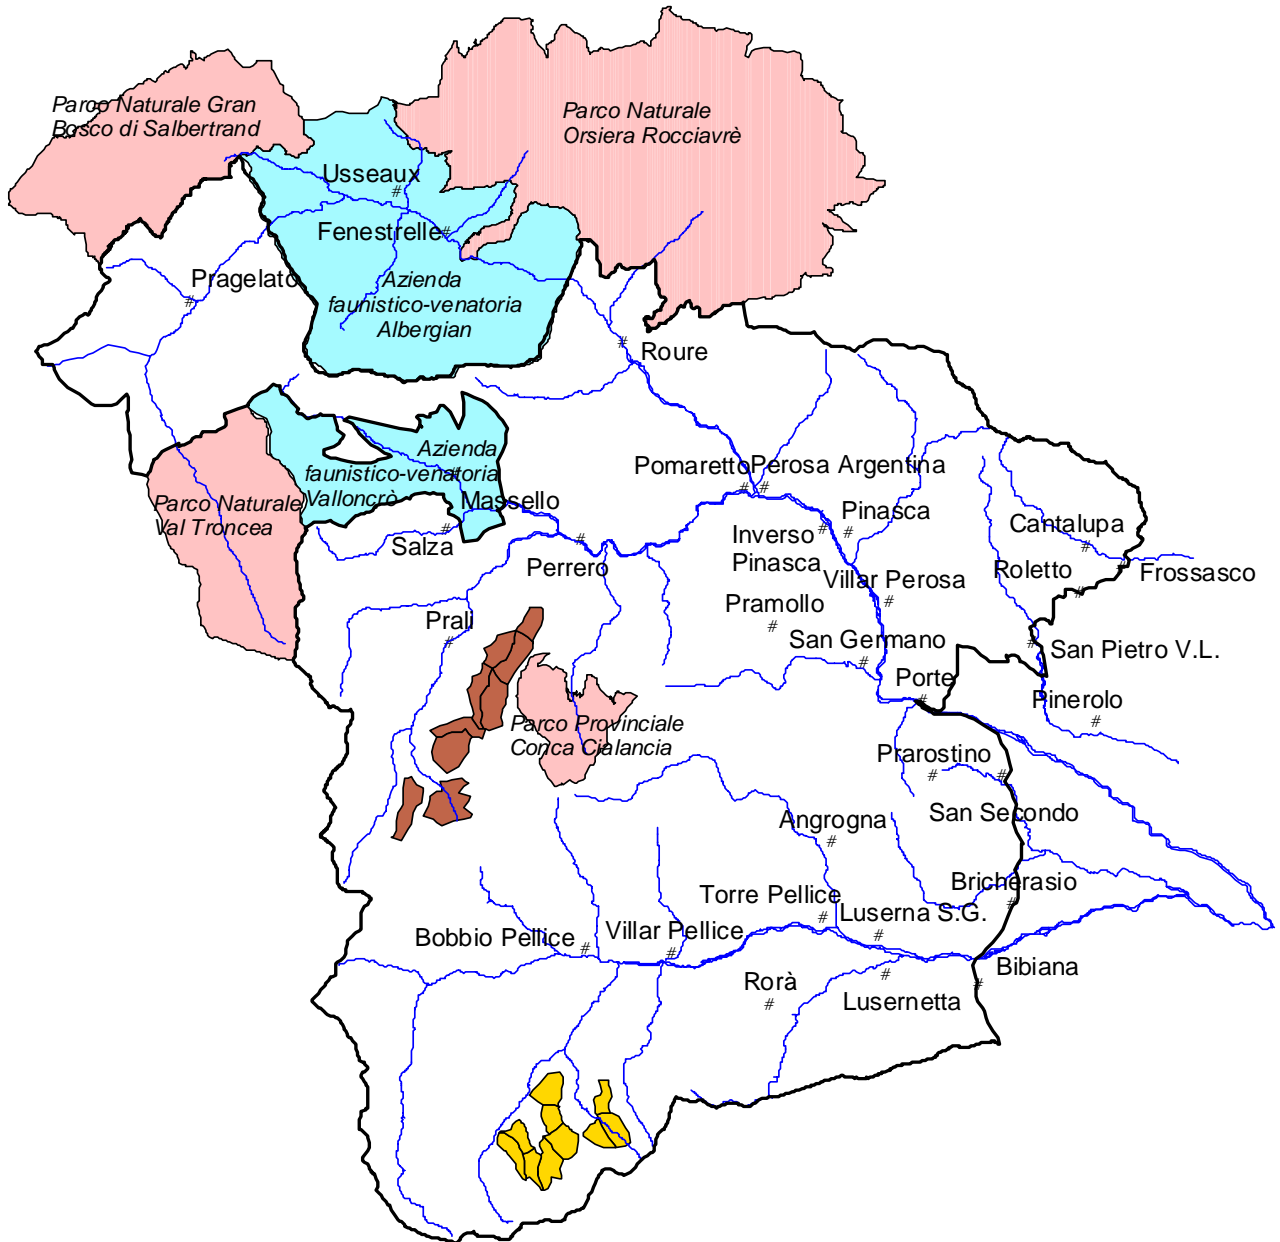 Parco Naturale Gran
Bosco di Salbertrand
Parco Naturale
Orsiera Rocciavrè
Usseaux
Fenestrelle
Pragelato
Azienda
faunistico-venatoria
Albergian
Roure
Azienda
faunistico-venatoria
Valloncrò
Pomaretto
Perosa Argentina
Parco Naturale
Val Troncea
Massello
Salza
Perrero
Inverso
Pinasca
Pinasca
Cantalupa
Villar Perosa
Roletto
Frossasco
Prali
Pramollo
San Germano
San Pietro V.L.
Porte
Pinerolo
Parco Provinciale
Conca Cialancia
Prarostino
San Secondo
Angrogna
Bricherasio
Torre Pellice
Luserna S.G.
Bobbio Pellice
Villar Pellice
Bibiana
Rorà
Lusernetta